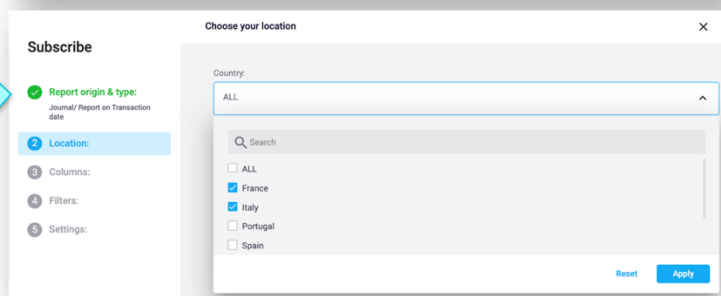 Choose your location
Subscribe
Report origin & type:
Journal/ Report on Transaction
date
2 Location:
3 Columns:
4 Filters:
5 Settings:
Country:
ALL
Search
ALL
France
Italy
Portugal
Spain
Reset
Apply